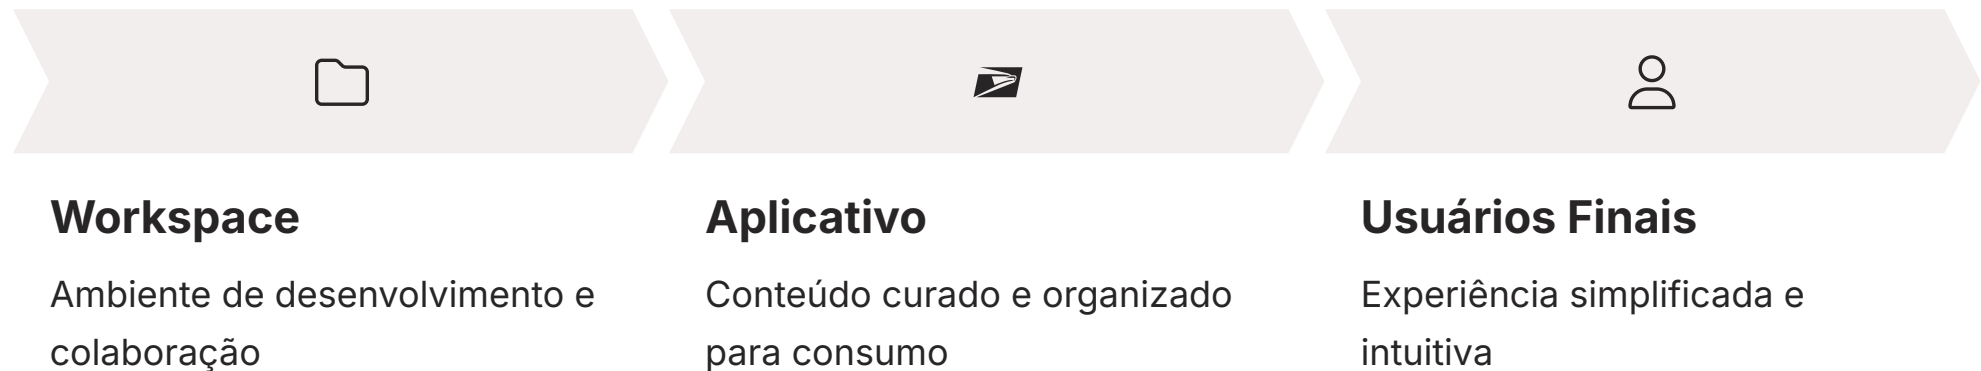 Workspace
Ambiente de desenvolvimento e
colaboração
Aplicativo
Conteúdo curado e organizado
para consumo
Usuários Finais
Experiência simplificada e
intuitiva